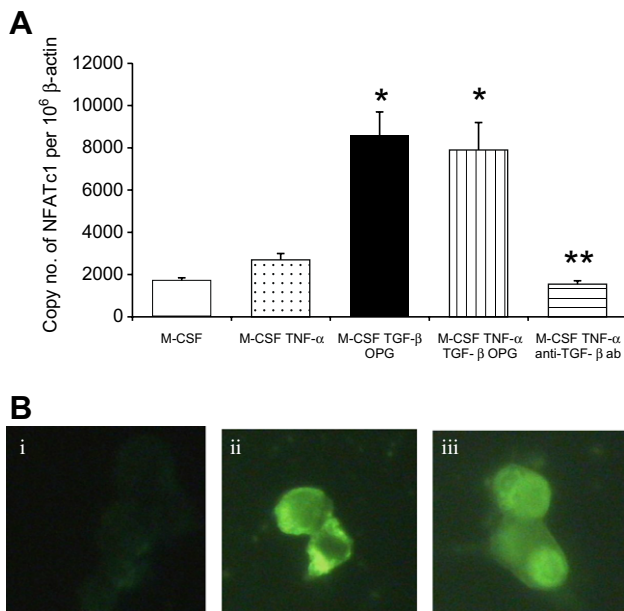 A
Copy no. of NFATc1 per 10⁶ β-actin
12000
10000
8000
6000
4000
2000
0
*
*
**
M-CSF
M-CSF TNF-α
M-CSF TGF-β
OPG
M-CSF TNF-α
TGF- β OPG
M-CSF TNF-α
anti-TGF- β ab
B
i
ii
iii